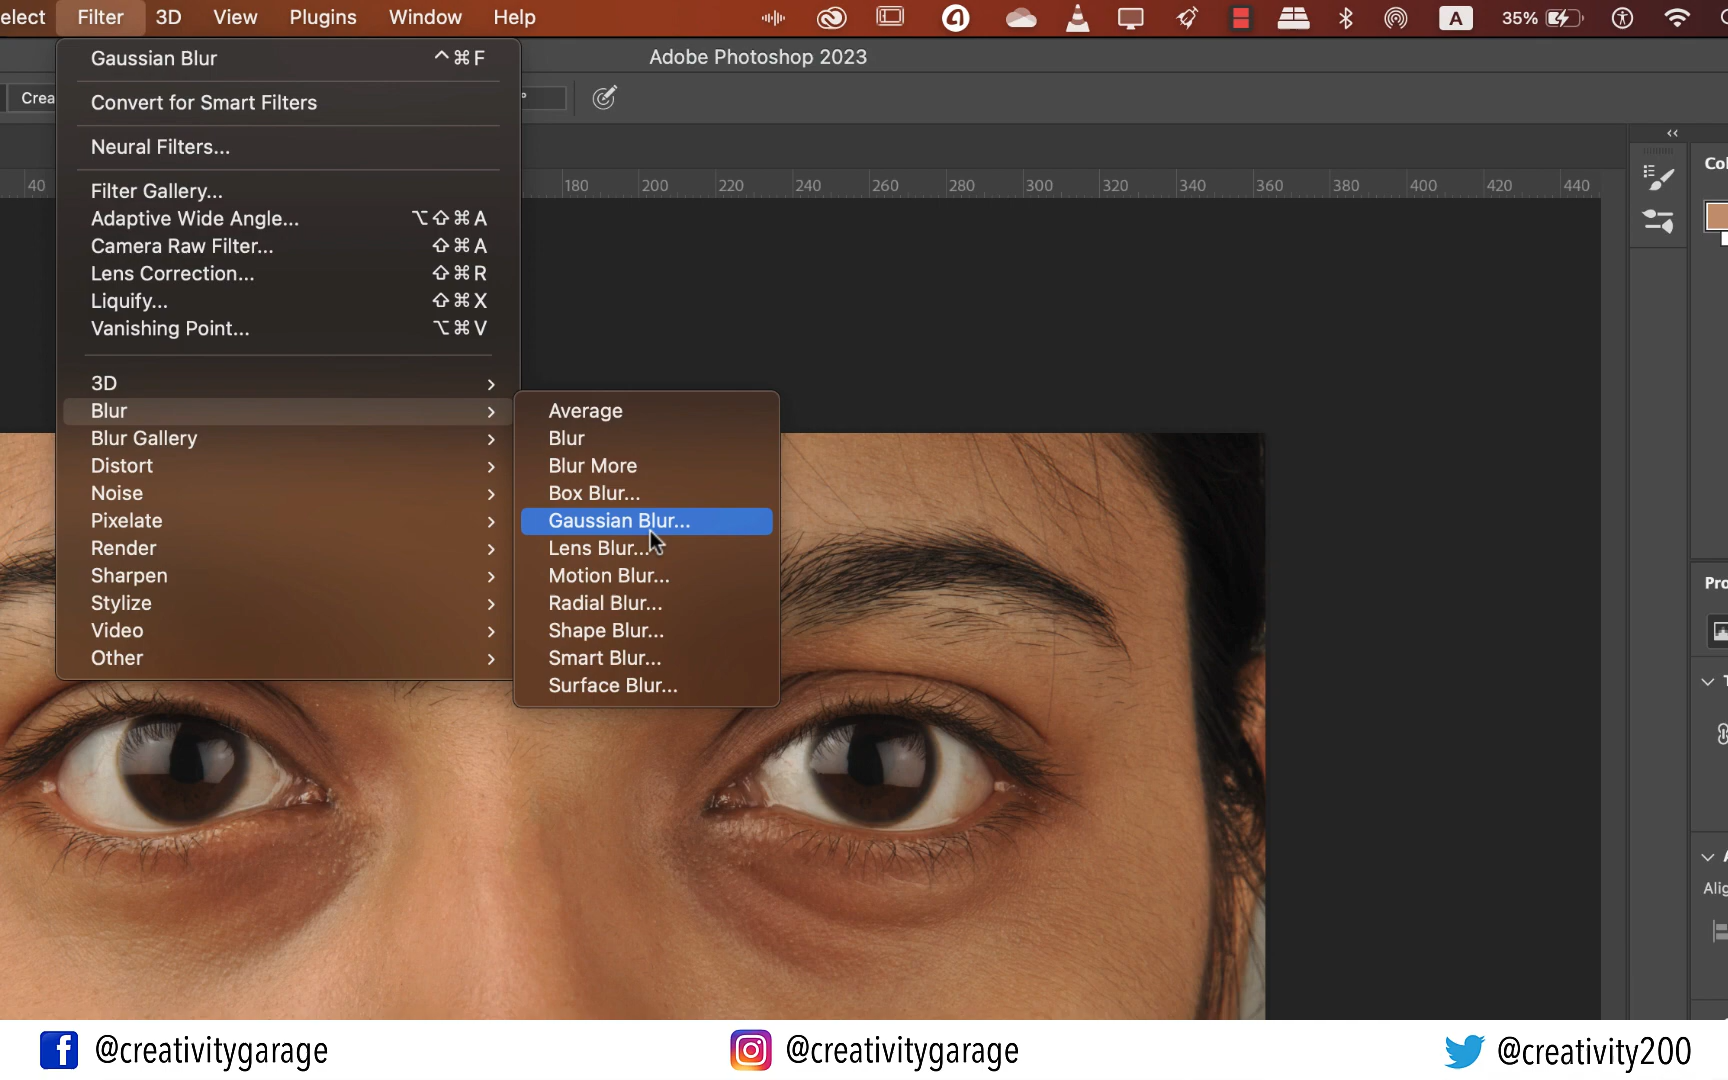 elect Filter 3D View Plugins Window Help A 35%
Adobe Photoshop 2023
Gaussian Blur ^⌘F
Crea
Convert for Smart Filters
Neural Filters...
Filter Gallery...
Adaptive Wide Angle... ⌥⇧⌘A
Camera Raw Filter... ⇧⌘A
Lens Correction... ⇧⌘R
Liquify... ⇧⌘X
Vanishing Point... ⌥⌘V
40 180 200 220 240 260 280 300 320 340 360 380 400 420 440
3D
Blur
Blur Gallery
Distort
Noise
Pixelate
Render
Sharpen
Stylize
Video
Other
Average
Blur
Blur More
Box Blur...
Gaussian Blur...
Lens Blur...
Motion Blur...
Radial Blur...
Shape Blur...
Smart Blur...
Surface Blur...
Col
Pro
T
A
Alig
@creativitygarage @creativitygarage @creativity200